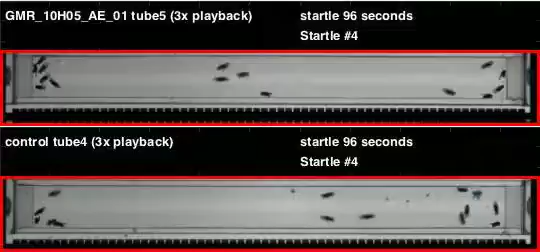 GMR_10H05_AE_01 tube5 (3x playback)
startle 96 seconds
Startle #4
control tube4 (3x playback)
startle 96 seconds
Startle #4